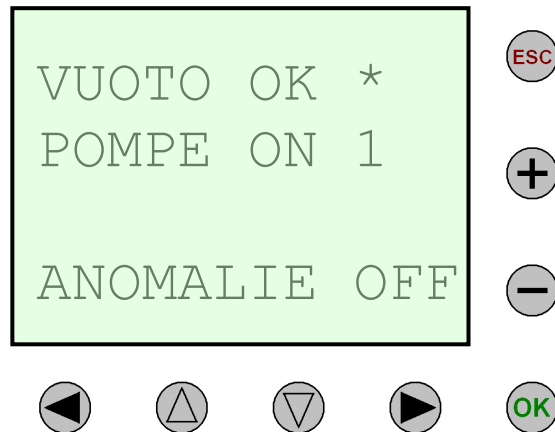 VUOTO OK *
POMPE ON 1
ANOMALIE OFF
ESC
+
−
OK